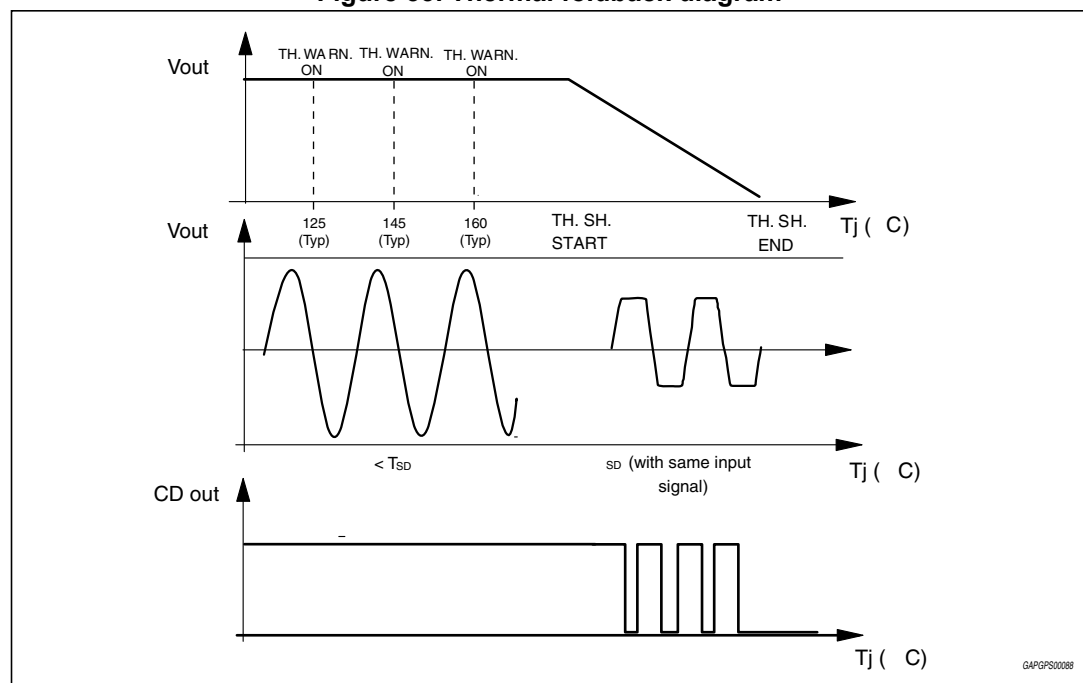 Figure 30. Thermal foldback diagram
Vout
TH. WARN. ON
TH. WARN. ON
TH. WARN. ON
125 (Typ)
145 (Typ)
160 (Typ)
TH. SH. START
TH. SH. END
Tj ( C)
Vout
< TSD
SD (with same input signal)
Tj ( C)
CD out
Tj ( C)
GAPGPS00088